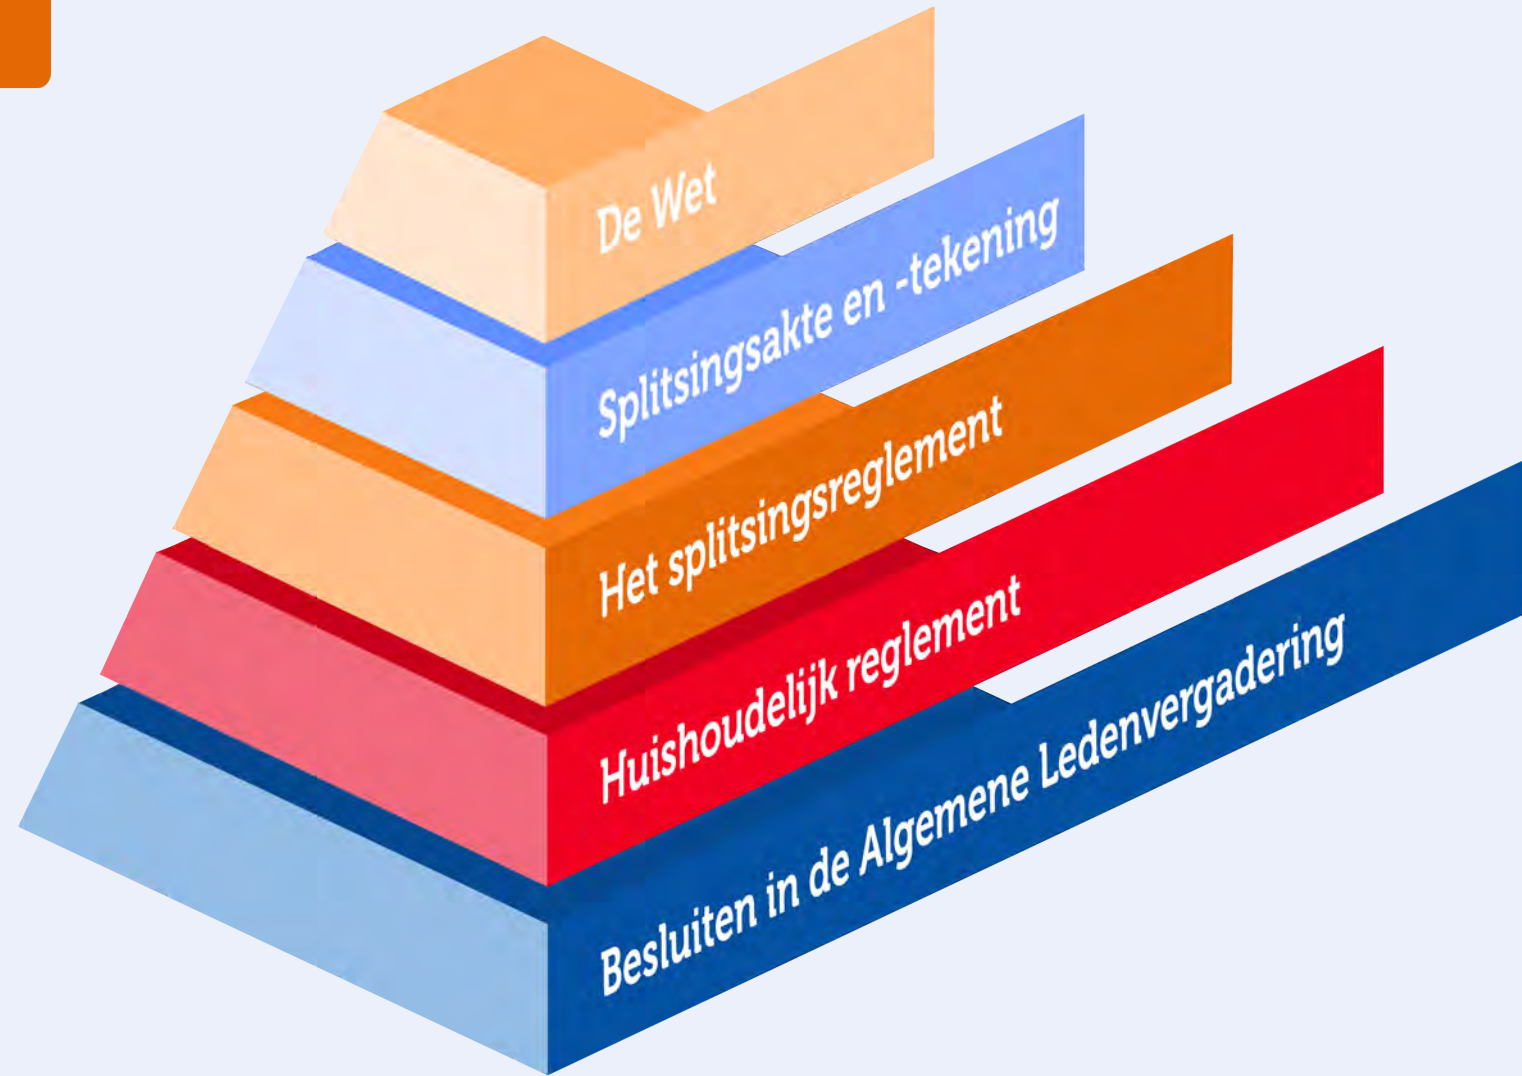 De Wet
Splitsingsakte en -tekening
Het splitsingsreglement
Huishoudelijk reglement
Besluiten in de Algemene Ledenvergadering